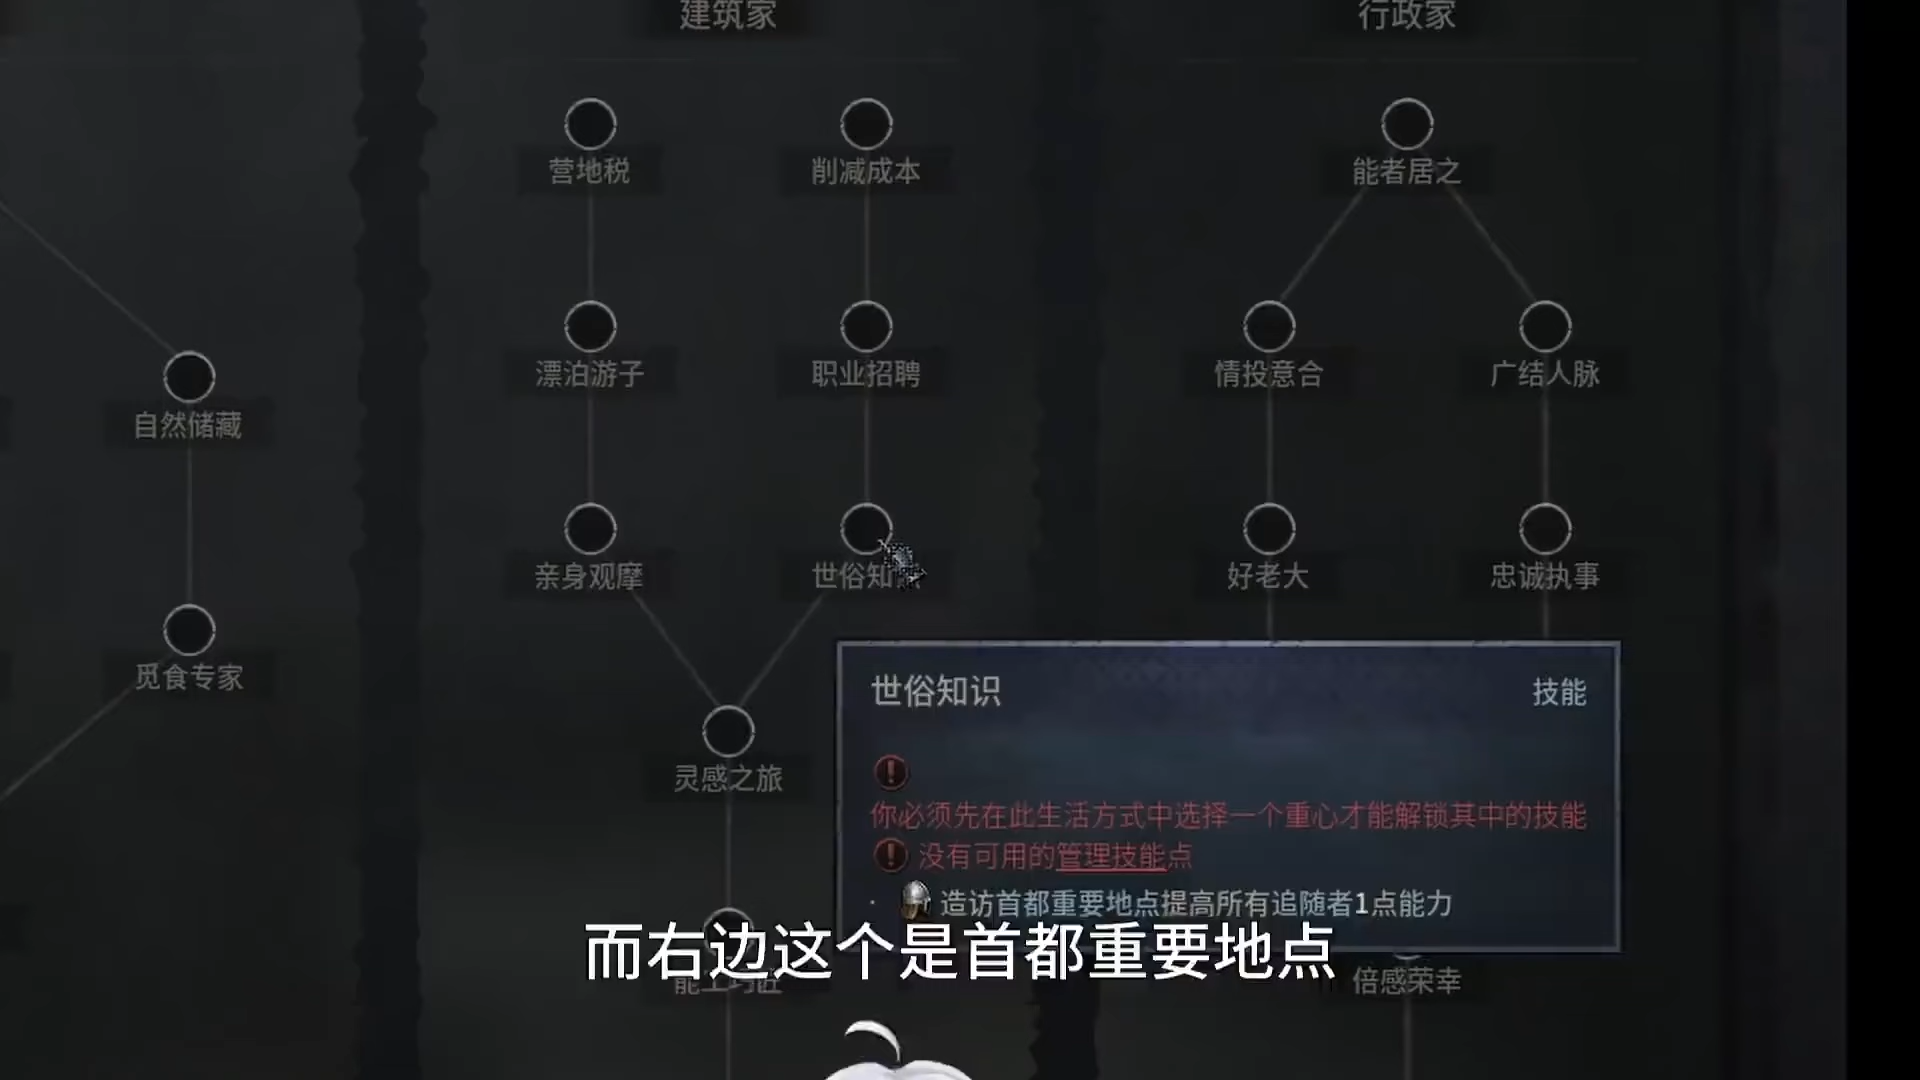 建筑家
行政家
营地税
削减成本
能者居之
漂泊游子
职业招聘
情投意合
广结人脉
自然储藏
亲身观摩
世俗知
好老大
忠诚执事
觅食专家
世俗知识
技能
灵感之旅
你必须先在此生活方式中选择一个重心才能解锁其中的技能
没有可用的管理技能点
造访首都重要地点提高所有追随者1点能力
而右边这个是首都重要地点
倍感荣幸